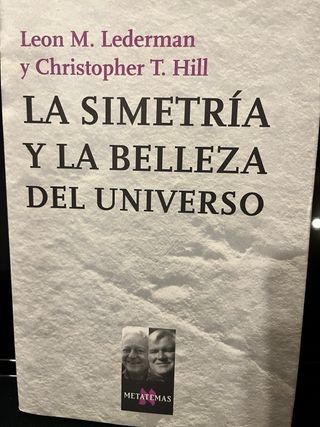 Leon M. Lederman
y Christopher T. Hill
LA SIMETRÍA
Y LA BELLEZA
DEL UNIVERSO
METATEMAS